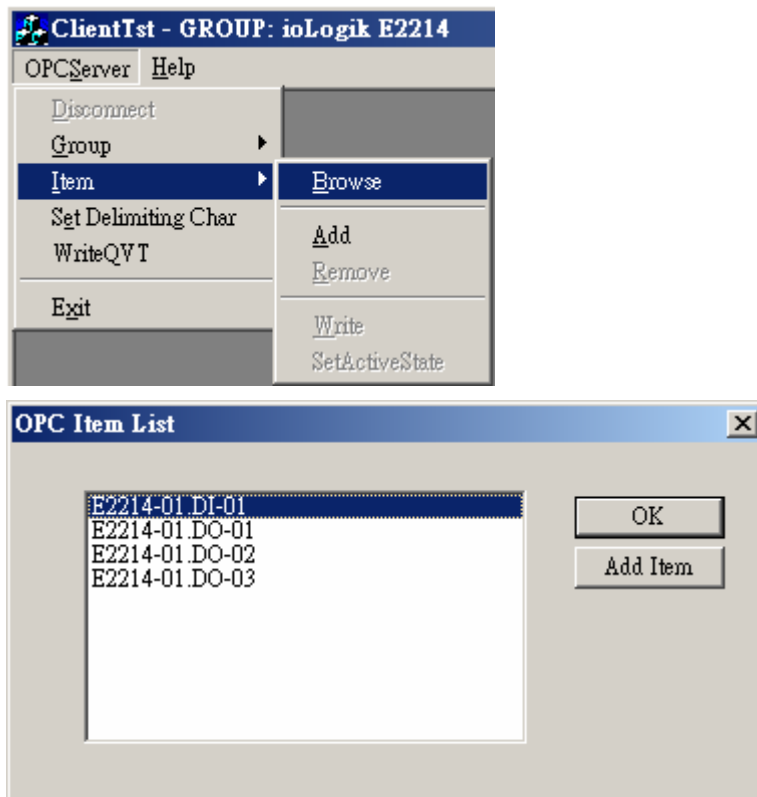 ClientTst - GROUP: ioLogik E2214
OPCServer Help
Disconnect
Group
Item
Set Delimiting Char
WriteQVT
Exit
Browse
Add
Remove
Write
SetActiveState
OPC Item List
E2214-01.DI-01
E2214-01.DO-01
E2214-01.DO-02
E2214-01.DO-03
OK
Add Item